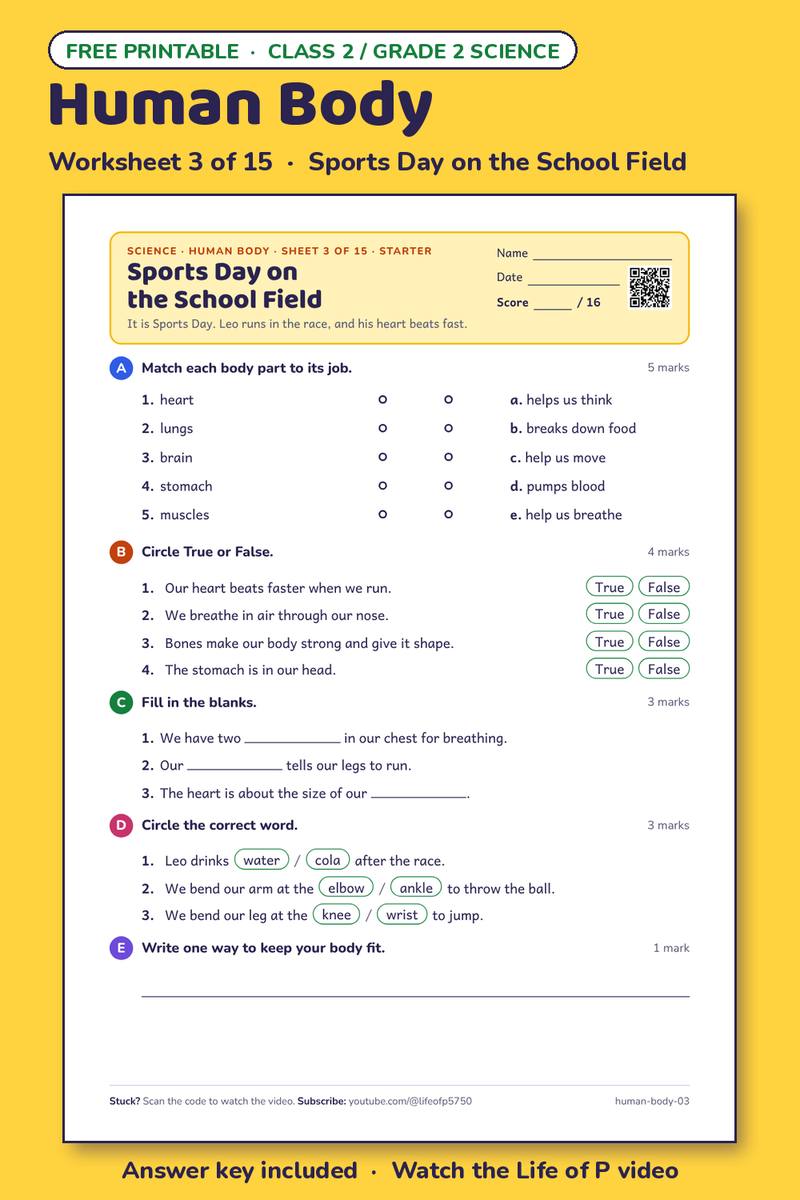 FREE PRINTABLE · CLASS 2 / GRADE 2 SCIENCE
Human Body
Worksheet 3 of 15 · Sports Day on the School Field
SCIENCE · HUMAN BODY · SHEET 3 OF 15 · STARTER
Sports Day on
the School Field
It is Sports Day. Leo runs in the race, and his heart beats fast.
Name
Date
Score / 16
A Match each body part to its job. 5 marks
1. heart a. helps us think
2. lungs b. breaks down food
3. brain c. help us move
4. stomach d. pumps blood
5. muscles e. help us breathe
B Circle True or False. 4 marks
1. Our heart beats faster when we run. True False
2. We breathe in air through our nose. True False
3. Bones make our body strong and give it shape. True False
4. The stomach is in our head. True False
C Fill in the blanks. 3 marks
1. We have two ____________ in our chest for breathing.
2. Our ____________ tells our legs to run.
3. The heart is about the size of our ____________.
D Circle the correct word. 3 marks
1. Leo drinks water / cola after the race.
2. We bend our arm at the elbow / ankle to throw the ball.
3. We bend our leg at the knee / wrist to jump.
E Write one way to keep your body fit. 1 mark
Stuck? Scan the code to watch the video. Subscribe: youtube.com/@lifeofp5750 human-body-03
Answer key included · Watch the Life of P video